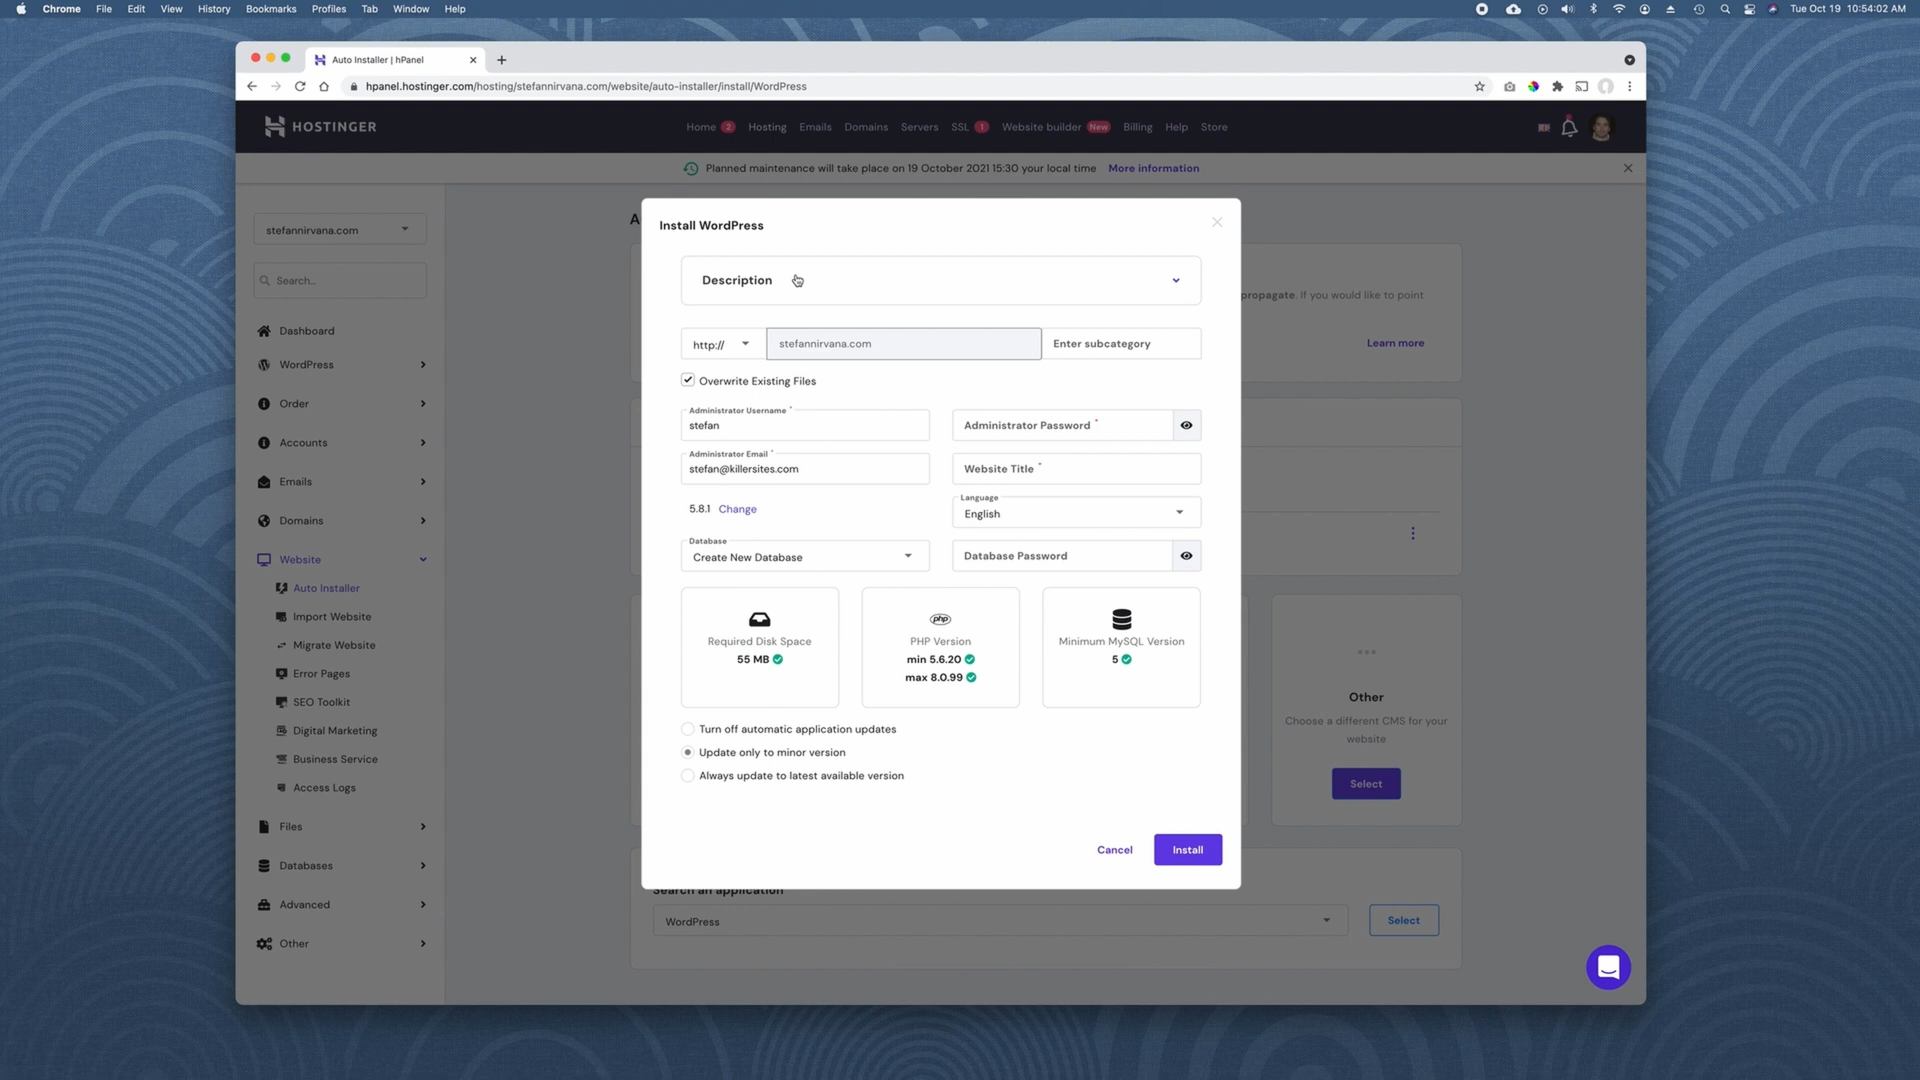 Chrome File Edit View History Bookmarks Profiles Tab Window Help
Tue Oct 19 10:54:02 AM
Auto Installer | hPanel
hpanel.hostinger.com/hosting/stefannirvana.com/website/auto-installer/install/WordPress
HOSTINGER
Home 2 Hosting Emails Domains Servers SSL 1 Website builder New Billing Help Store
Planned maintenance will take place on 19 October 2021 15:30 your local time More information
stefannirvana.com
Search...
Dashboard
WordPress
Order
Accounts
Emails
Domains
Website
Auto Installer
Import Website
Migrate Website
Error Pages
SEO Toolkit
Digital Marketing
Business Service
Access Logs
Files
Databases
Advanced
Other
A
propagate. If you would like to point
Learn more
Install WordPress
Description
http:// stefannirvana.com Enter subcategory
Overwrite Existing Files
Administrator Username *
stefan
Administrator Password *
Administrator Email *
stefan@killersites.com
Website Title *
5.8.1 Change
Language
English
Database
Create New Database
Database Password
Required Disk Space
55 MB
php
PHP Version
min 5.6.20
max 8.0.99
Minimum MySQL Version
5
Turn off automatic application updates
Update only to minor version
Always update to latest available version
Cancel Install
Other
Choose a different CMS for your
website
Select
Search an application
WordPress
Select